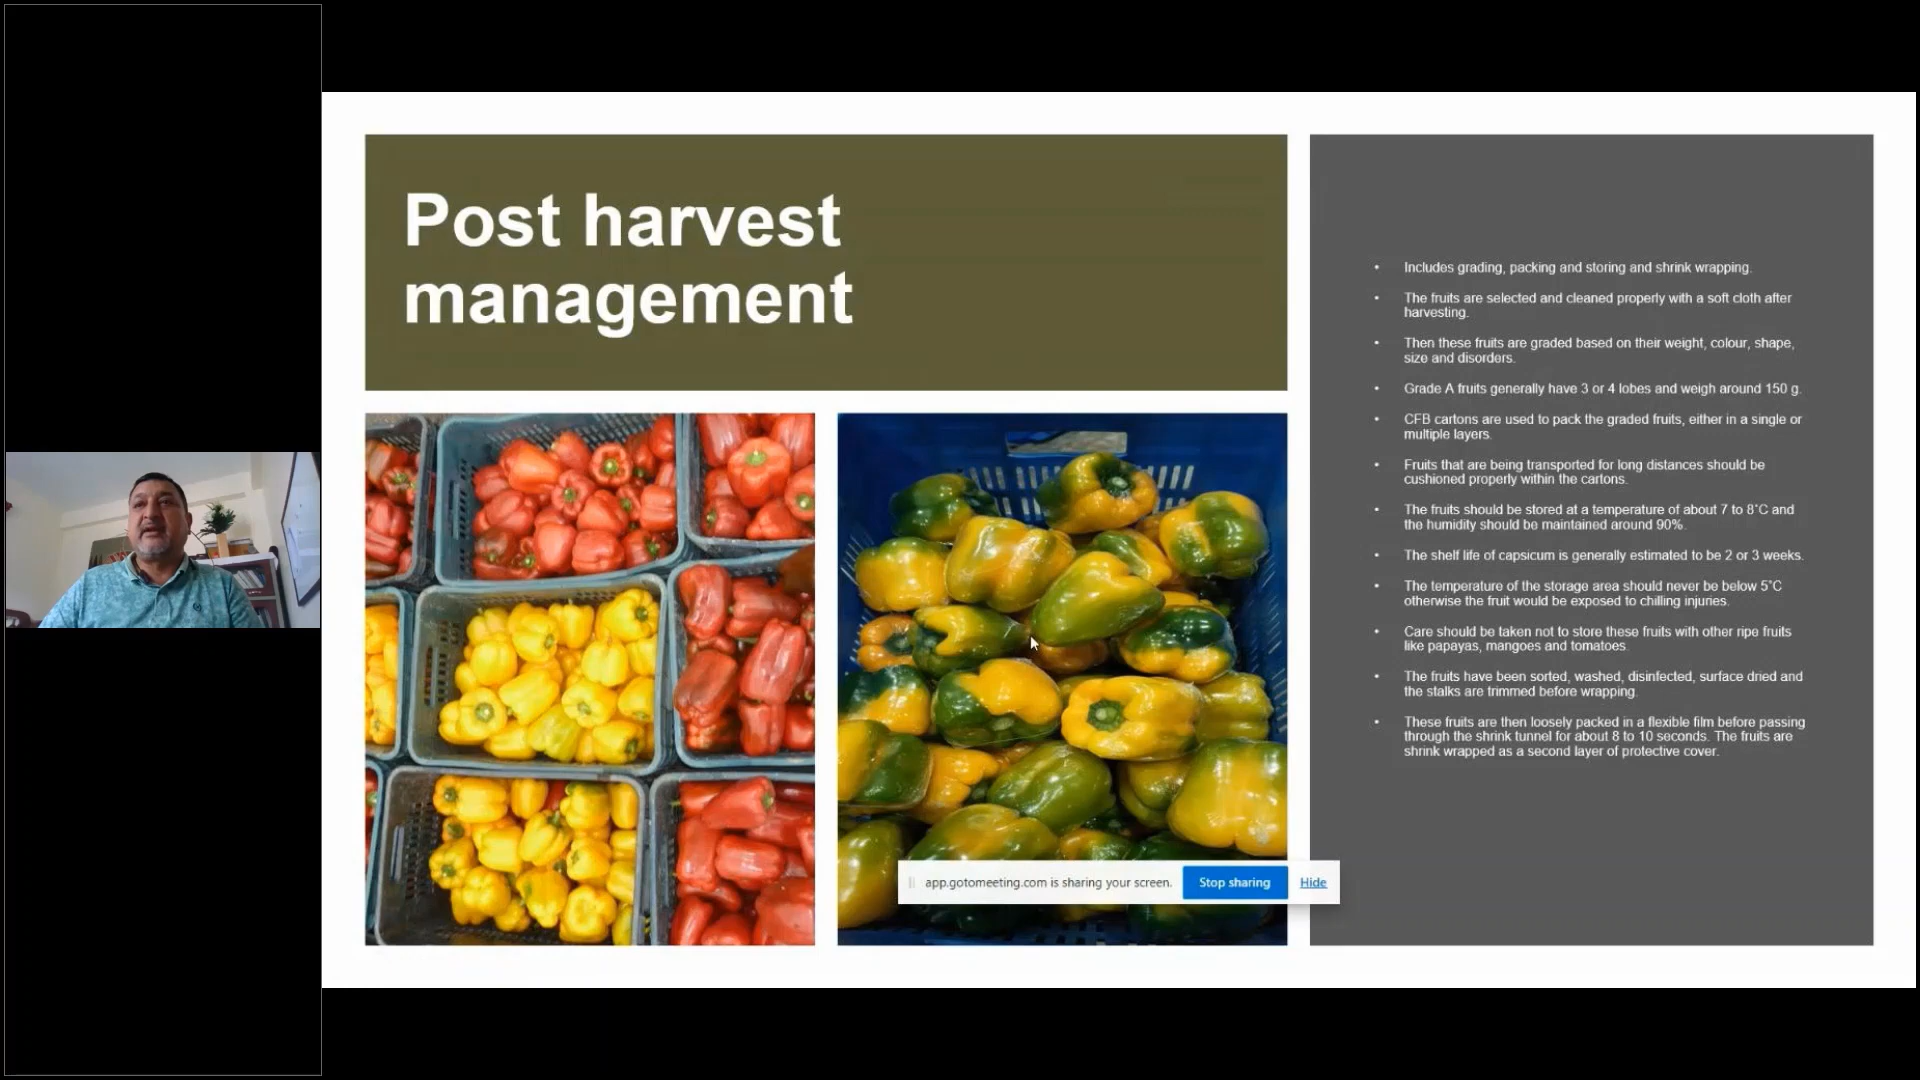 Post harvest
management
• Includes grading, packing and storing and shrink wrapping.
• The fruits are selected and cleaned properly with a soft cloth after
harvesting.
• Then these fruits are graded based on their weight, colour, shape,
size and disorders.
• Grade A fruits generally have 3 or 4 lobes and weigh around 150 g.
• CFB cartons are used to pack the graded fruits, either in a single or
multiple layers.
• Fruits that are being transported for long distances should be
cushioned properly within the cartons.
• The fruits should be stored at a temperature of about 7 to 8°C and
the humidity should be maintained around 90%.
• The shelf life of capsicum is generally estimated to be 2 or 3 weeks.
• The temperature of the storage area should never be below 5°C
otherwise the fruit would be exposed to chilling injuries.
• Care should be taken not to store these fruits with other ripe fruits
like papayas, mangoes and tomatoes.
• The fruits have been sorted, washed, disinfected, surface dried and
the stalks are trimmed before wrapping.
• These fruits are then loosely packed in a flexible film before passing
through the shrink tunnel for about 8 to 10 seconds. The fruits are
shrink wrapped as a second layer of protective cover.
app.gotomeeting.com is sharing your screen. Stop sharing Hide